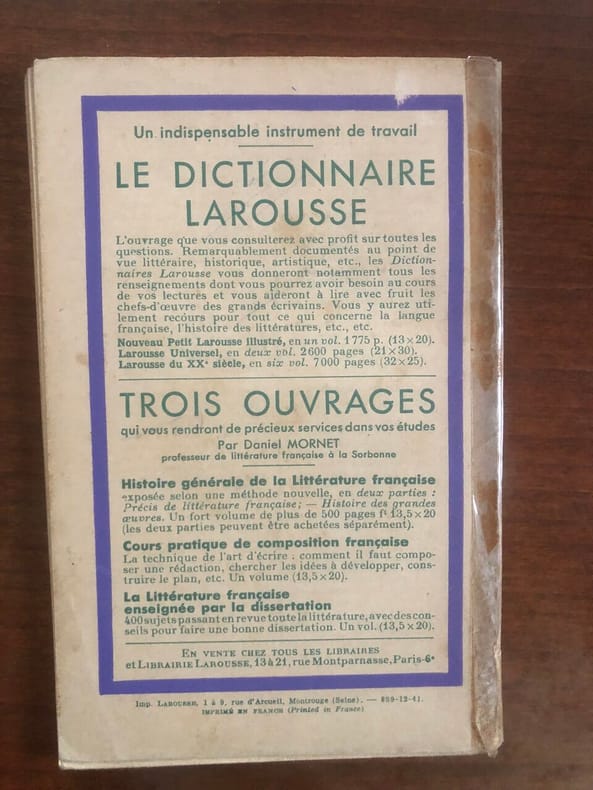 Un indispensable instrument de travail
LE DICTIONNAIRE
LAROUSSE
L'ouvrage que vous consulterez avec profit sur toutes les
questions. Remarquablement documentés au point de
vue littéraire, historique, artistique, etc., les Diction-
naires Larousse vous donneront notamment tous les
renseignements dont vous pourrez avoir besoin au cours
de vos lectures et vous aideront à lire avec fruit les
chefs-d'œuvre des grands écrivains. Vous y aurez uti-
lement recours pour tout ce qui concerne la langue
française, l'histoire des littératures, etc., etc.
Nouveau Petit Larousse illustré, en un vol. 1 775 p. (13×20).
Larousse Universel, en deux vol. 2 600 pages (21×30).
Larousse du XXe siècle, en six vol. 7 000 pages (32×25).
TROIS OUVRAGES
qui vous rendront de précieux services dans vos études
Par Daniel MORNET
professeur de littérature française à la Sorbonne
Histoire générale de la Littérature française
exposée selon une méthode nouvelle, en deux parties :
Précis de littérature française; — Histoire des grandes
œuvres. Un fort volume de plus de 500 pages ft 13,5×20
(les deux parties peuvent être achetées séparément).
Cours pratique de composition française
La technique de l'art d'écrire : comment il faut compo-
ser une rédaction, chercher les idées à développer, cons-
truire le plan, etc. Un volume (13,5×20).
La Littérature française
enseignée par la dissertation
400 sujets passant en revue toute la littérature, avec des con-
seils pour faire une bonne dissertation. Un vol. (13,5×20).
EN VENTE CHEZ TOUS LES LIBRAIRES
et LIBRAIRIE LAROUSSE, 13 à 21, rue Montparnasse, Paris-6e
Imp. LAROUSSE, 1 à 9, rue d'Arcueil, Montrouge (Seine). — 859-12-41.
IMPRIMÉ EN FRANCE (Printed in France)